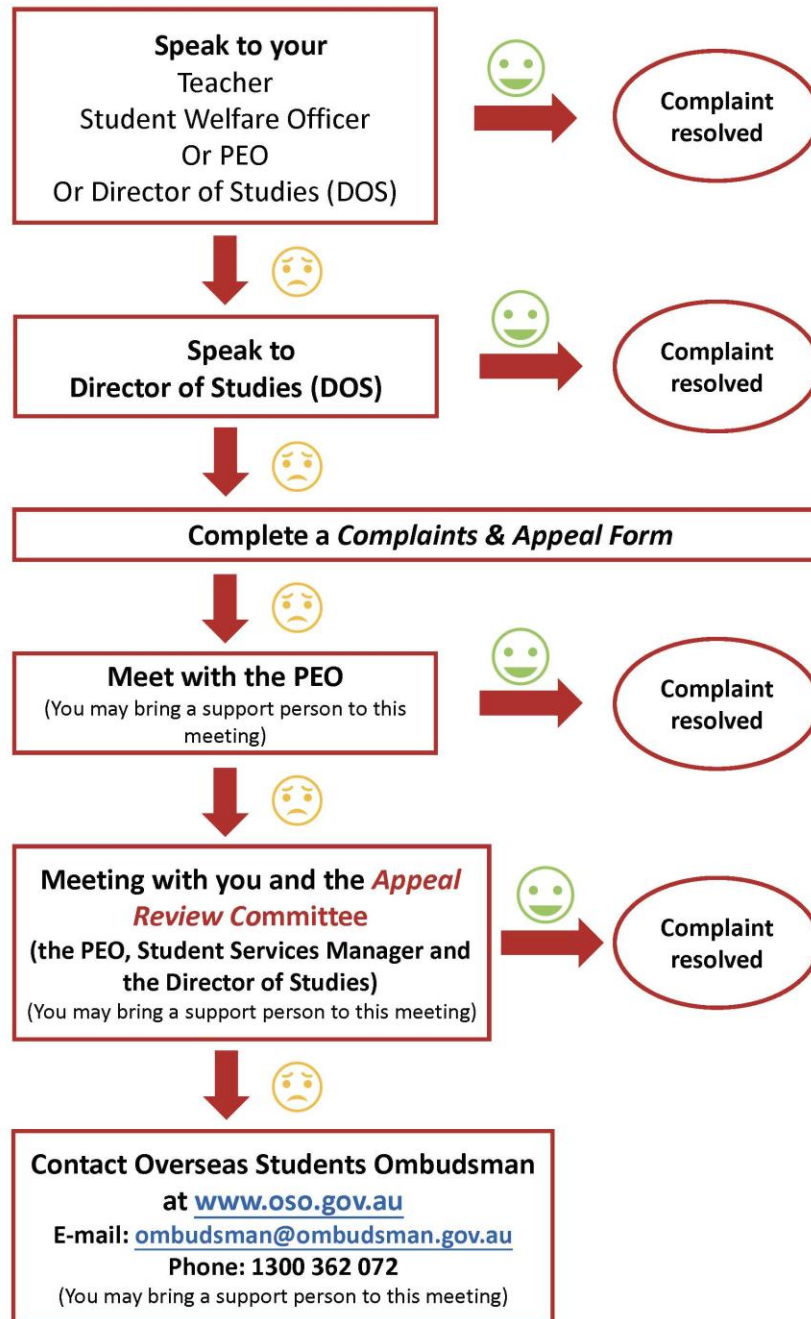 Speak to your
Teacher
Student Welfare Officer
Or PEO
Or Director of Studies (DOS)
Complaint
resolved
Speak to
Director of Studies (DOS)
Complaint
resolved
Complete a Complaints & Appeal Form
Meet with the PEO
(You may bring a support person to this
meeting)
Complaint
resolved
Meeting with you and the Appeal
Review Committee
(the PEO, Student Services Manager and
the Director of Studies)
(You may bring a support person to this meeting)
Complaint
resolved
Contact Overseas Students Ombudsman
at www.oso.gov.au
E-mail: ombudsman@ombudsman.gov.au
Phone: 1300 362 072
(You may bring a support person to this meeting)